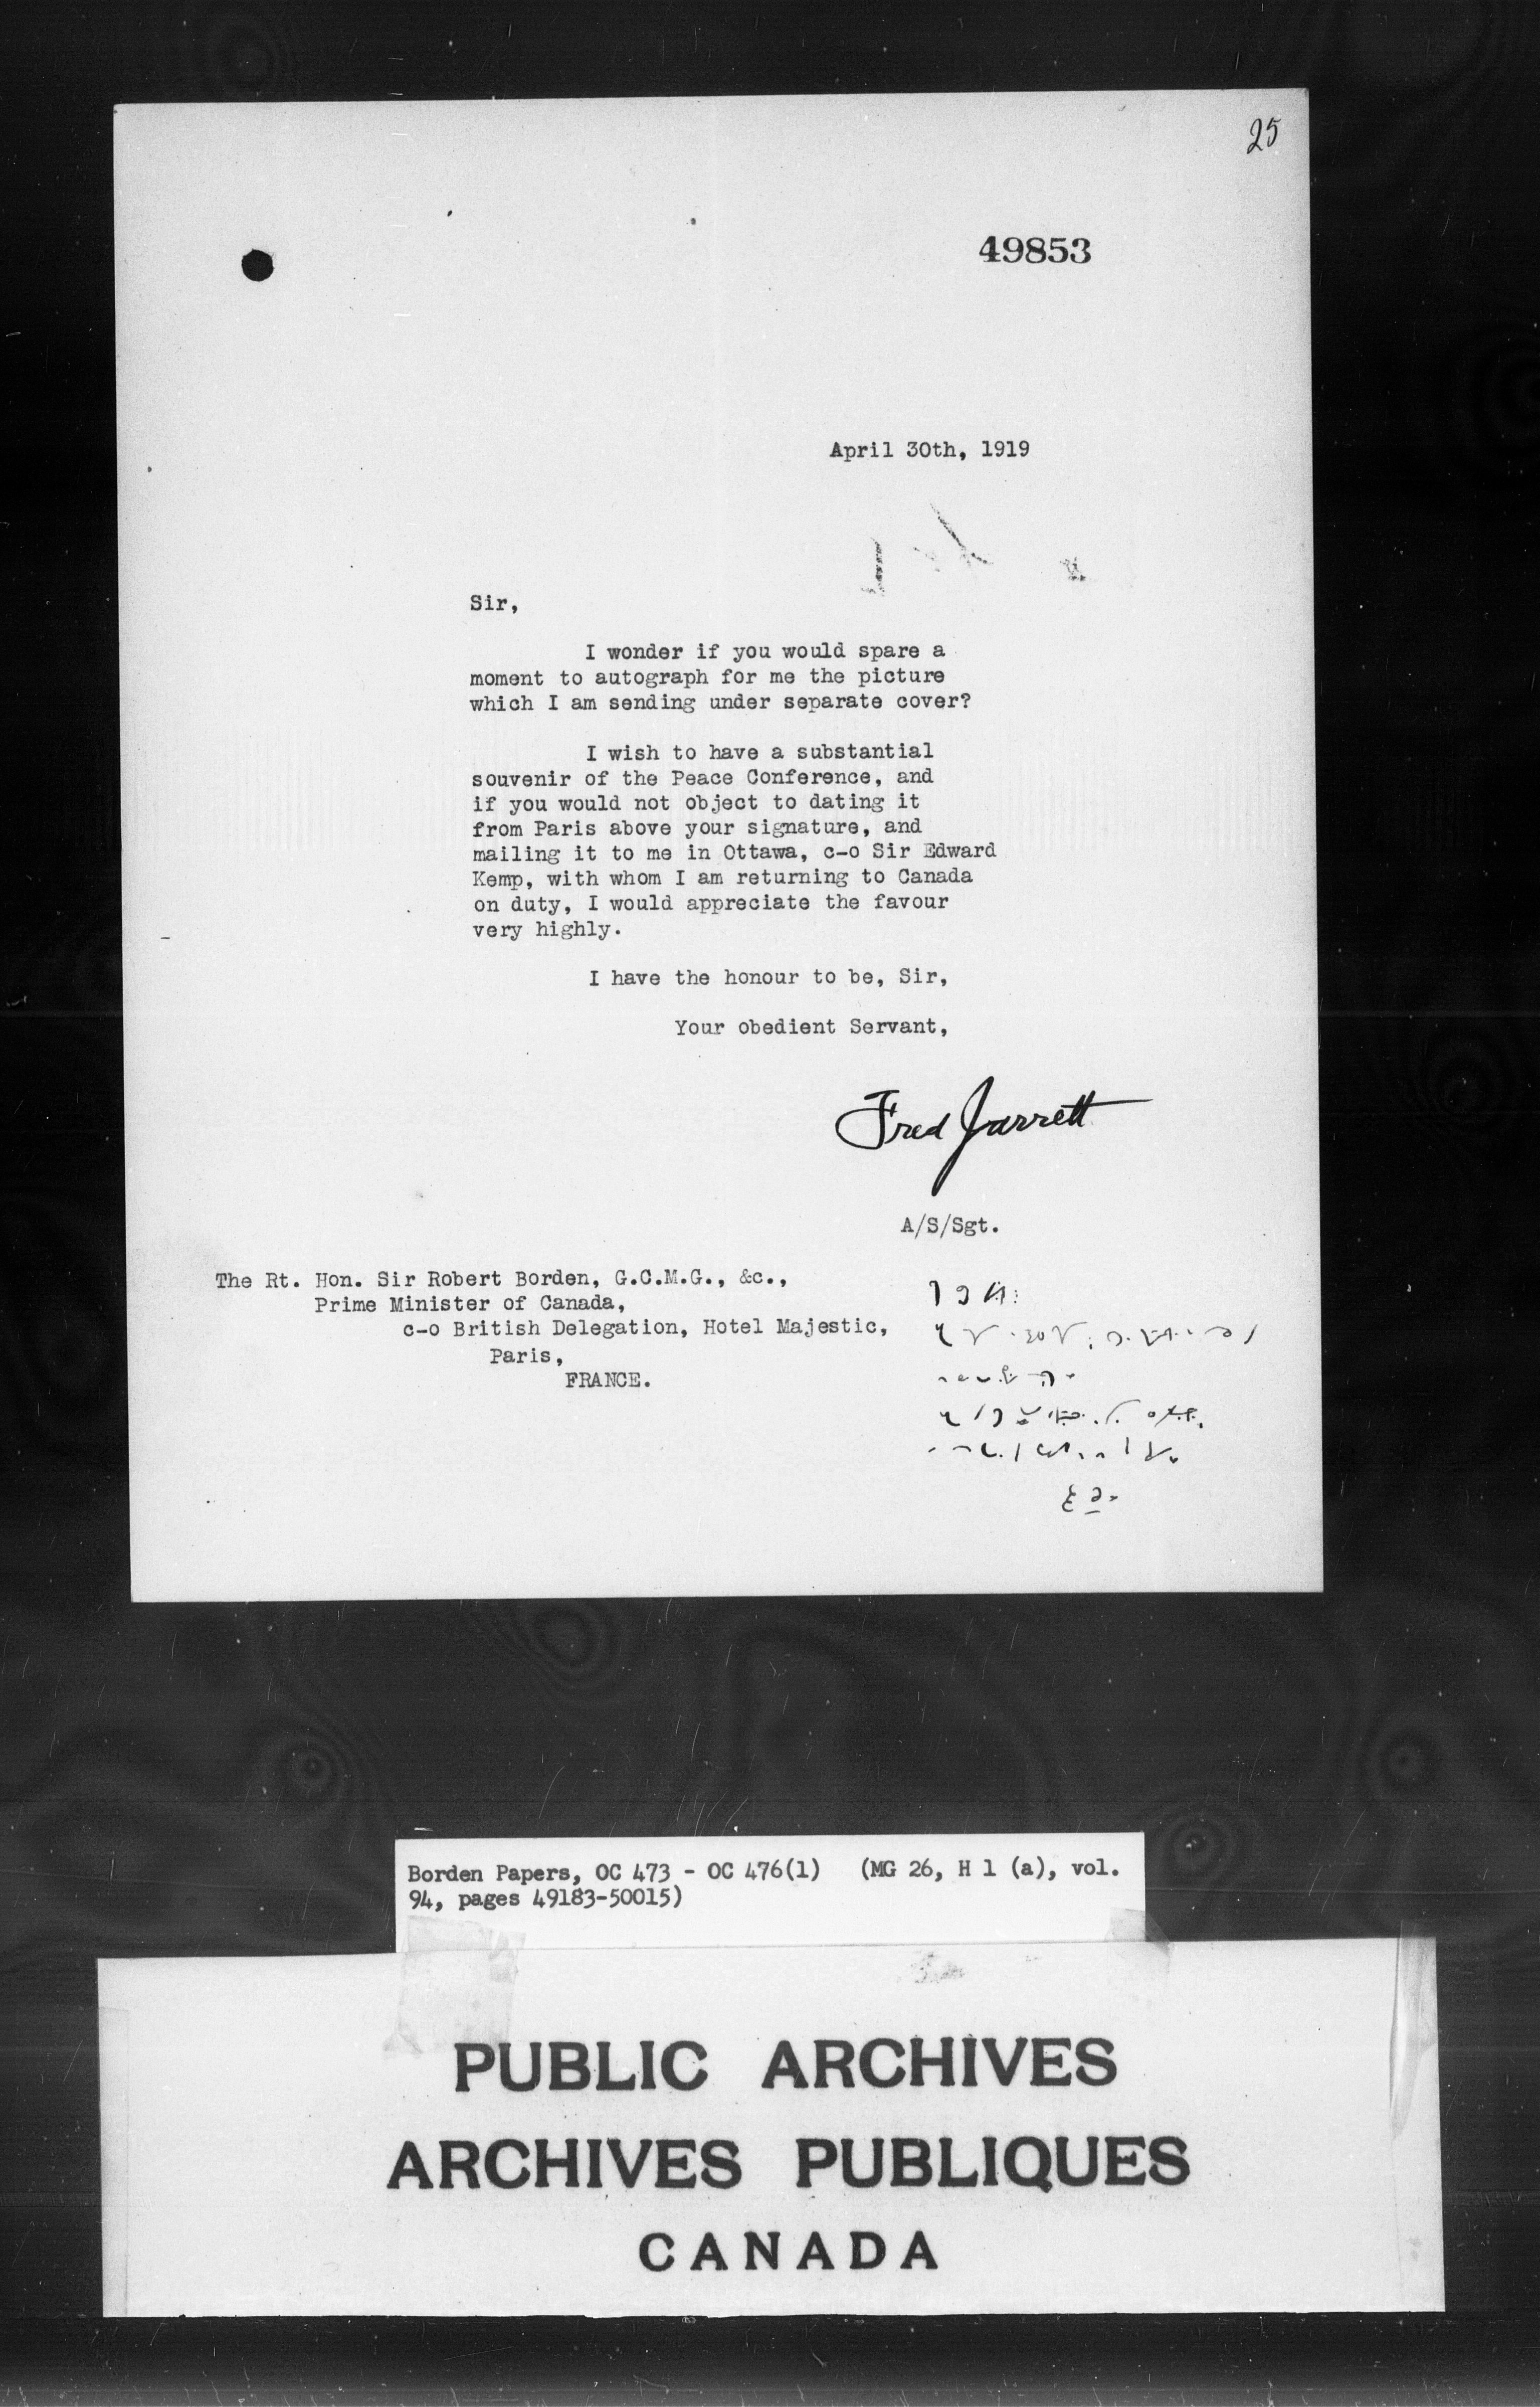 25
49853
April 30th, 1919
Sir,
I wonder if you would spare a
moment to autograph for me the picture
which I am sending under separate cover?
I wish to have a substantial
souvenir of the Peace Conference, and
if you would not object to dating it
from Paris above your signature, and
mailing it to me in Ottawa, c-o Sir Edward
Kemp, with whom I am returning to Canada
on duty, I would appreciate the favour
very highly.
I have the honour to be, Sir,
Your obedient Servant,
Fred Jarrett
A/S/Sgt.
The Rt. Hon. Sir Robert Borden, G.C.M.G., &c.,
Prime Minister of Canada,
c-o British Delegation, Hotel Majestic,
Paris,
FRANCE.
Borden Papers, OC 473 - OC 476(1) (MG 26, H 1 (a), vol.
94, pages 49183-50015)
PUBLIC ARCHIVES
ARCHIVES PUBLIQUES
CANADA